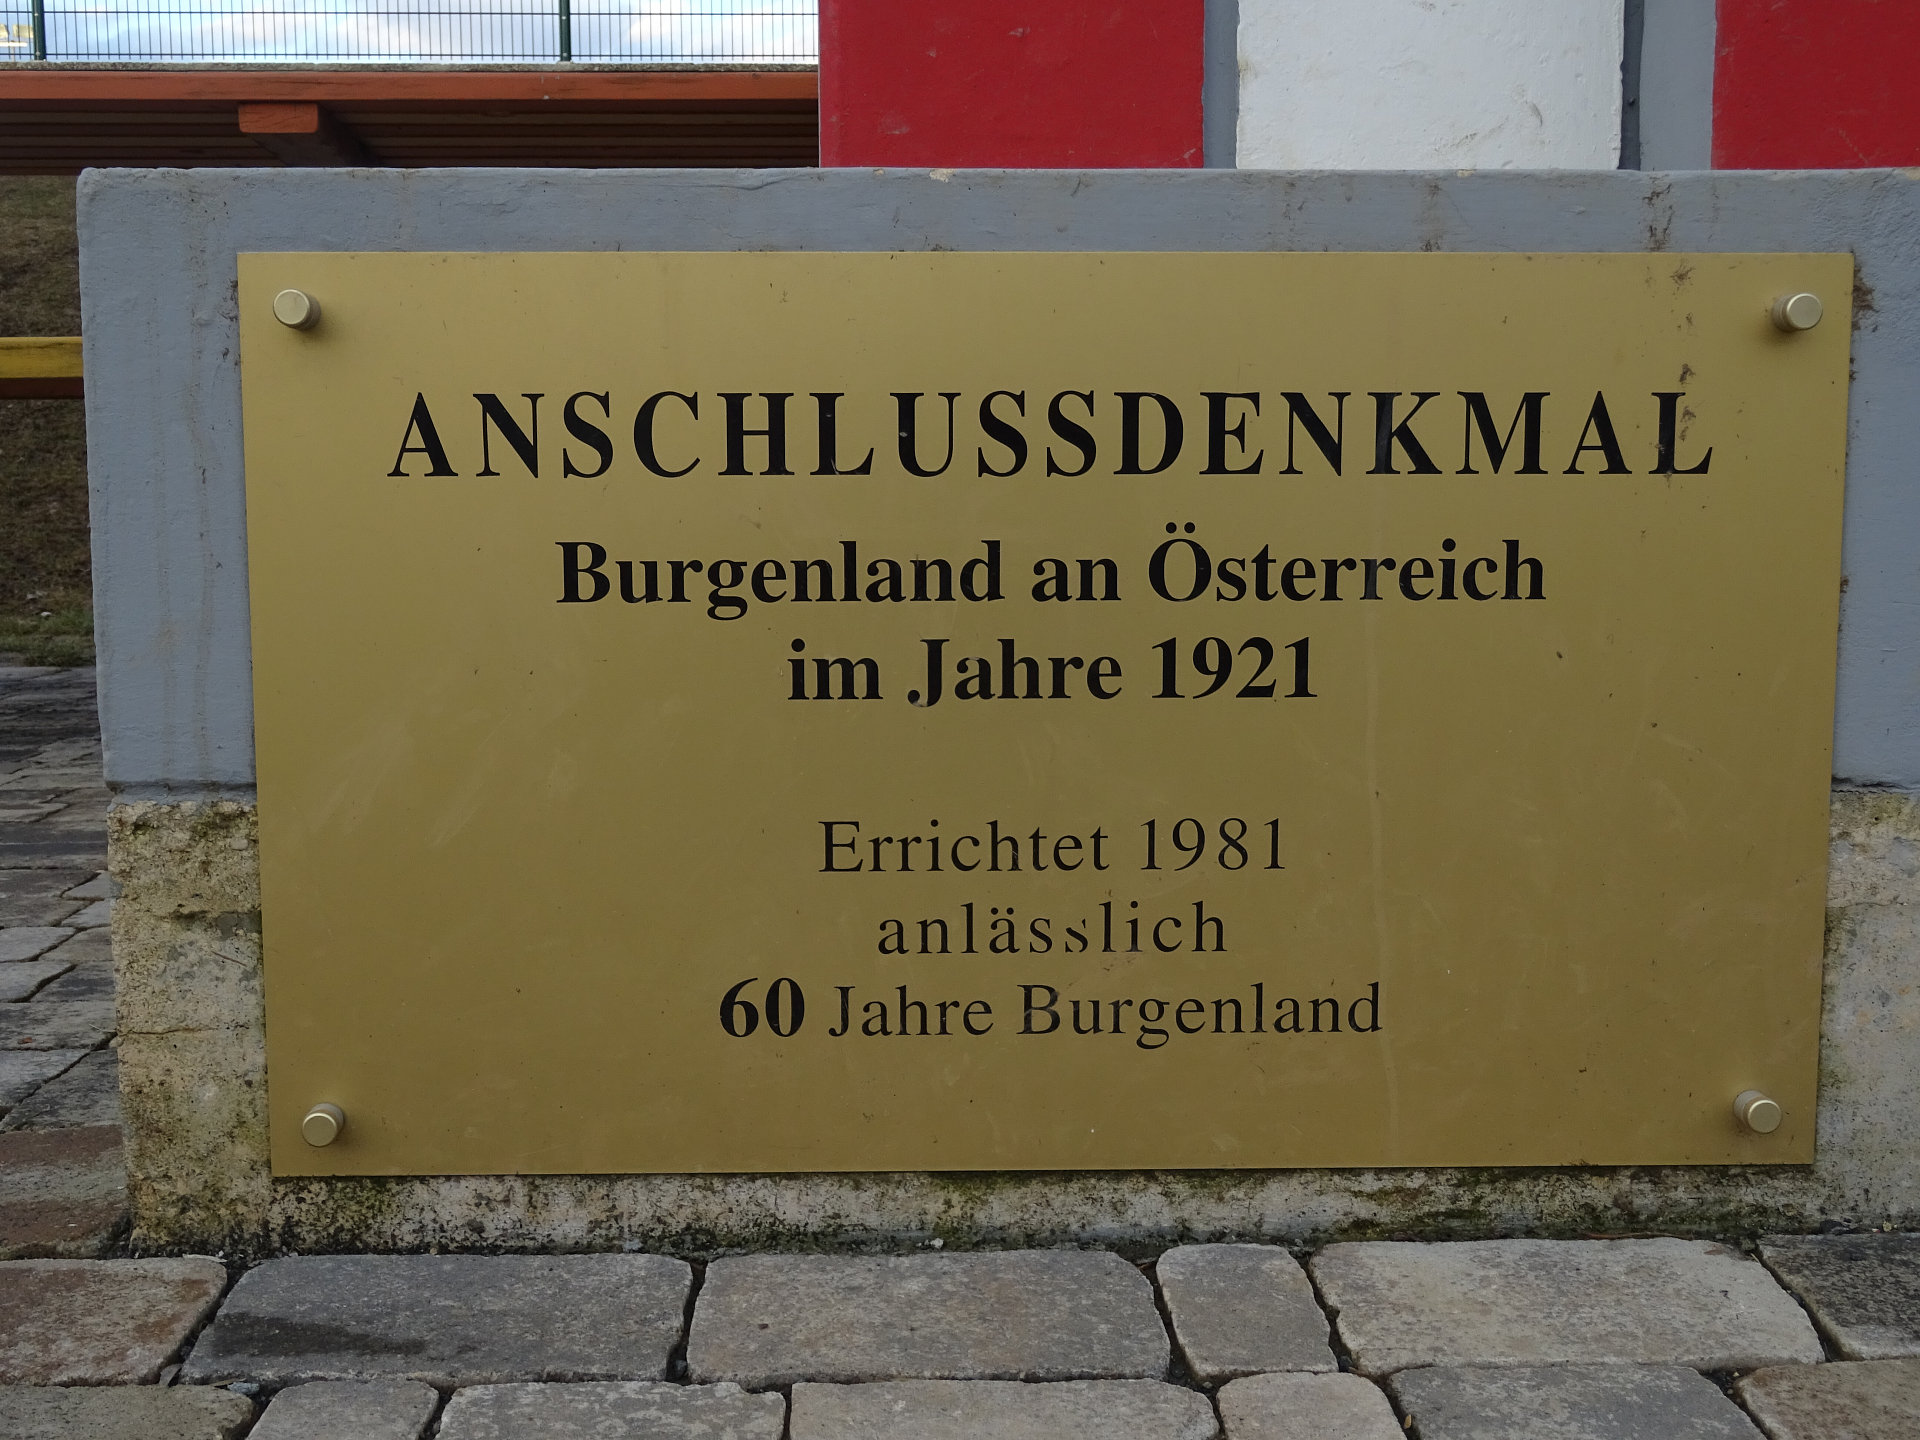 ANSCHLUSSDENKMAL
Burgenland an Österreich
im Jahre 1921
Errichtet 1981
anlässlich
60 Jahre Burgenland